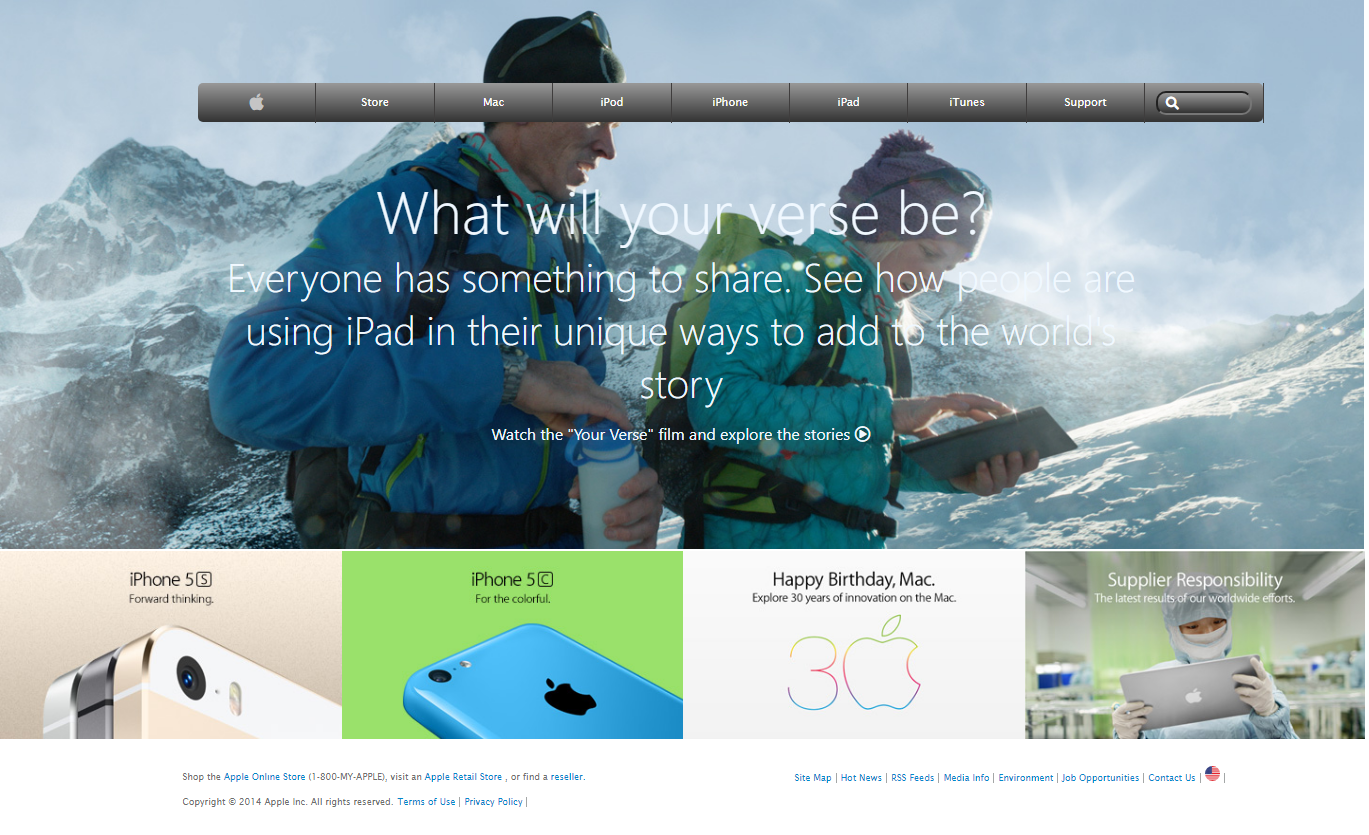 Store Mac iPod iPhone iPad iTunes Support
What will your verse be?
Everyone has something to share. See how people are
using iPad in their unique ways to add to the world's
story
Watch the "Your Verse" film and explore the stories
iPhone 5S
Forward thinking.
iPhone 5C
For the colorful.
Happy Birthday, Mac.
Explore 30 years of innovation on the Mac.
30
Supplier Responsibility
The latest results of our worldwide efforts.
Shop the Apple Online Store (1-800-MY-APPLE), visit an Apple Retail Store , or find a reseller.
Site Map | Hot News | RSS Feeds | Media Info | Environment | Job Opportunities | Contact Us | |
Copyright © 2014 Apple Inc. All rights reserved. Terms of Use | Privacy Policy |